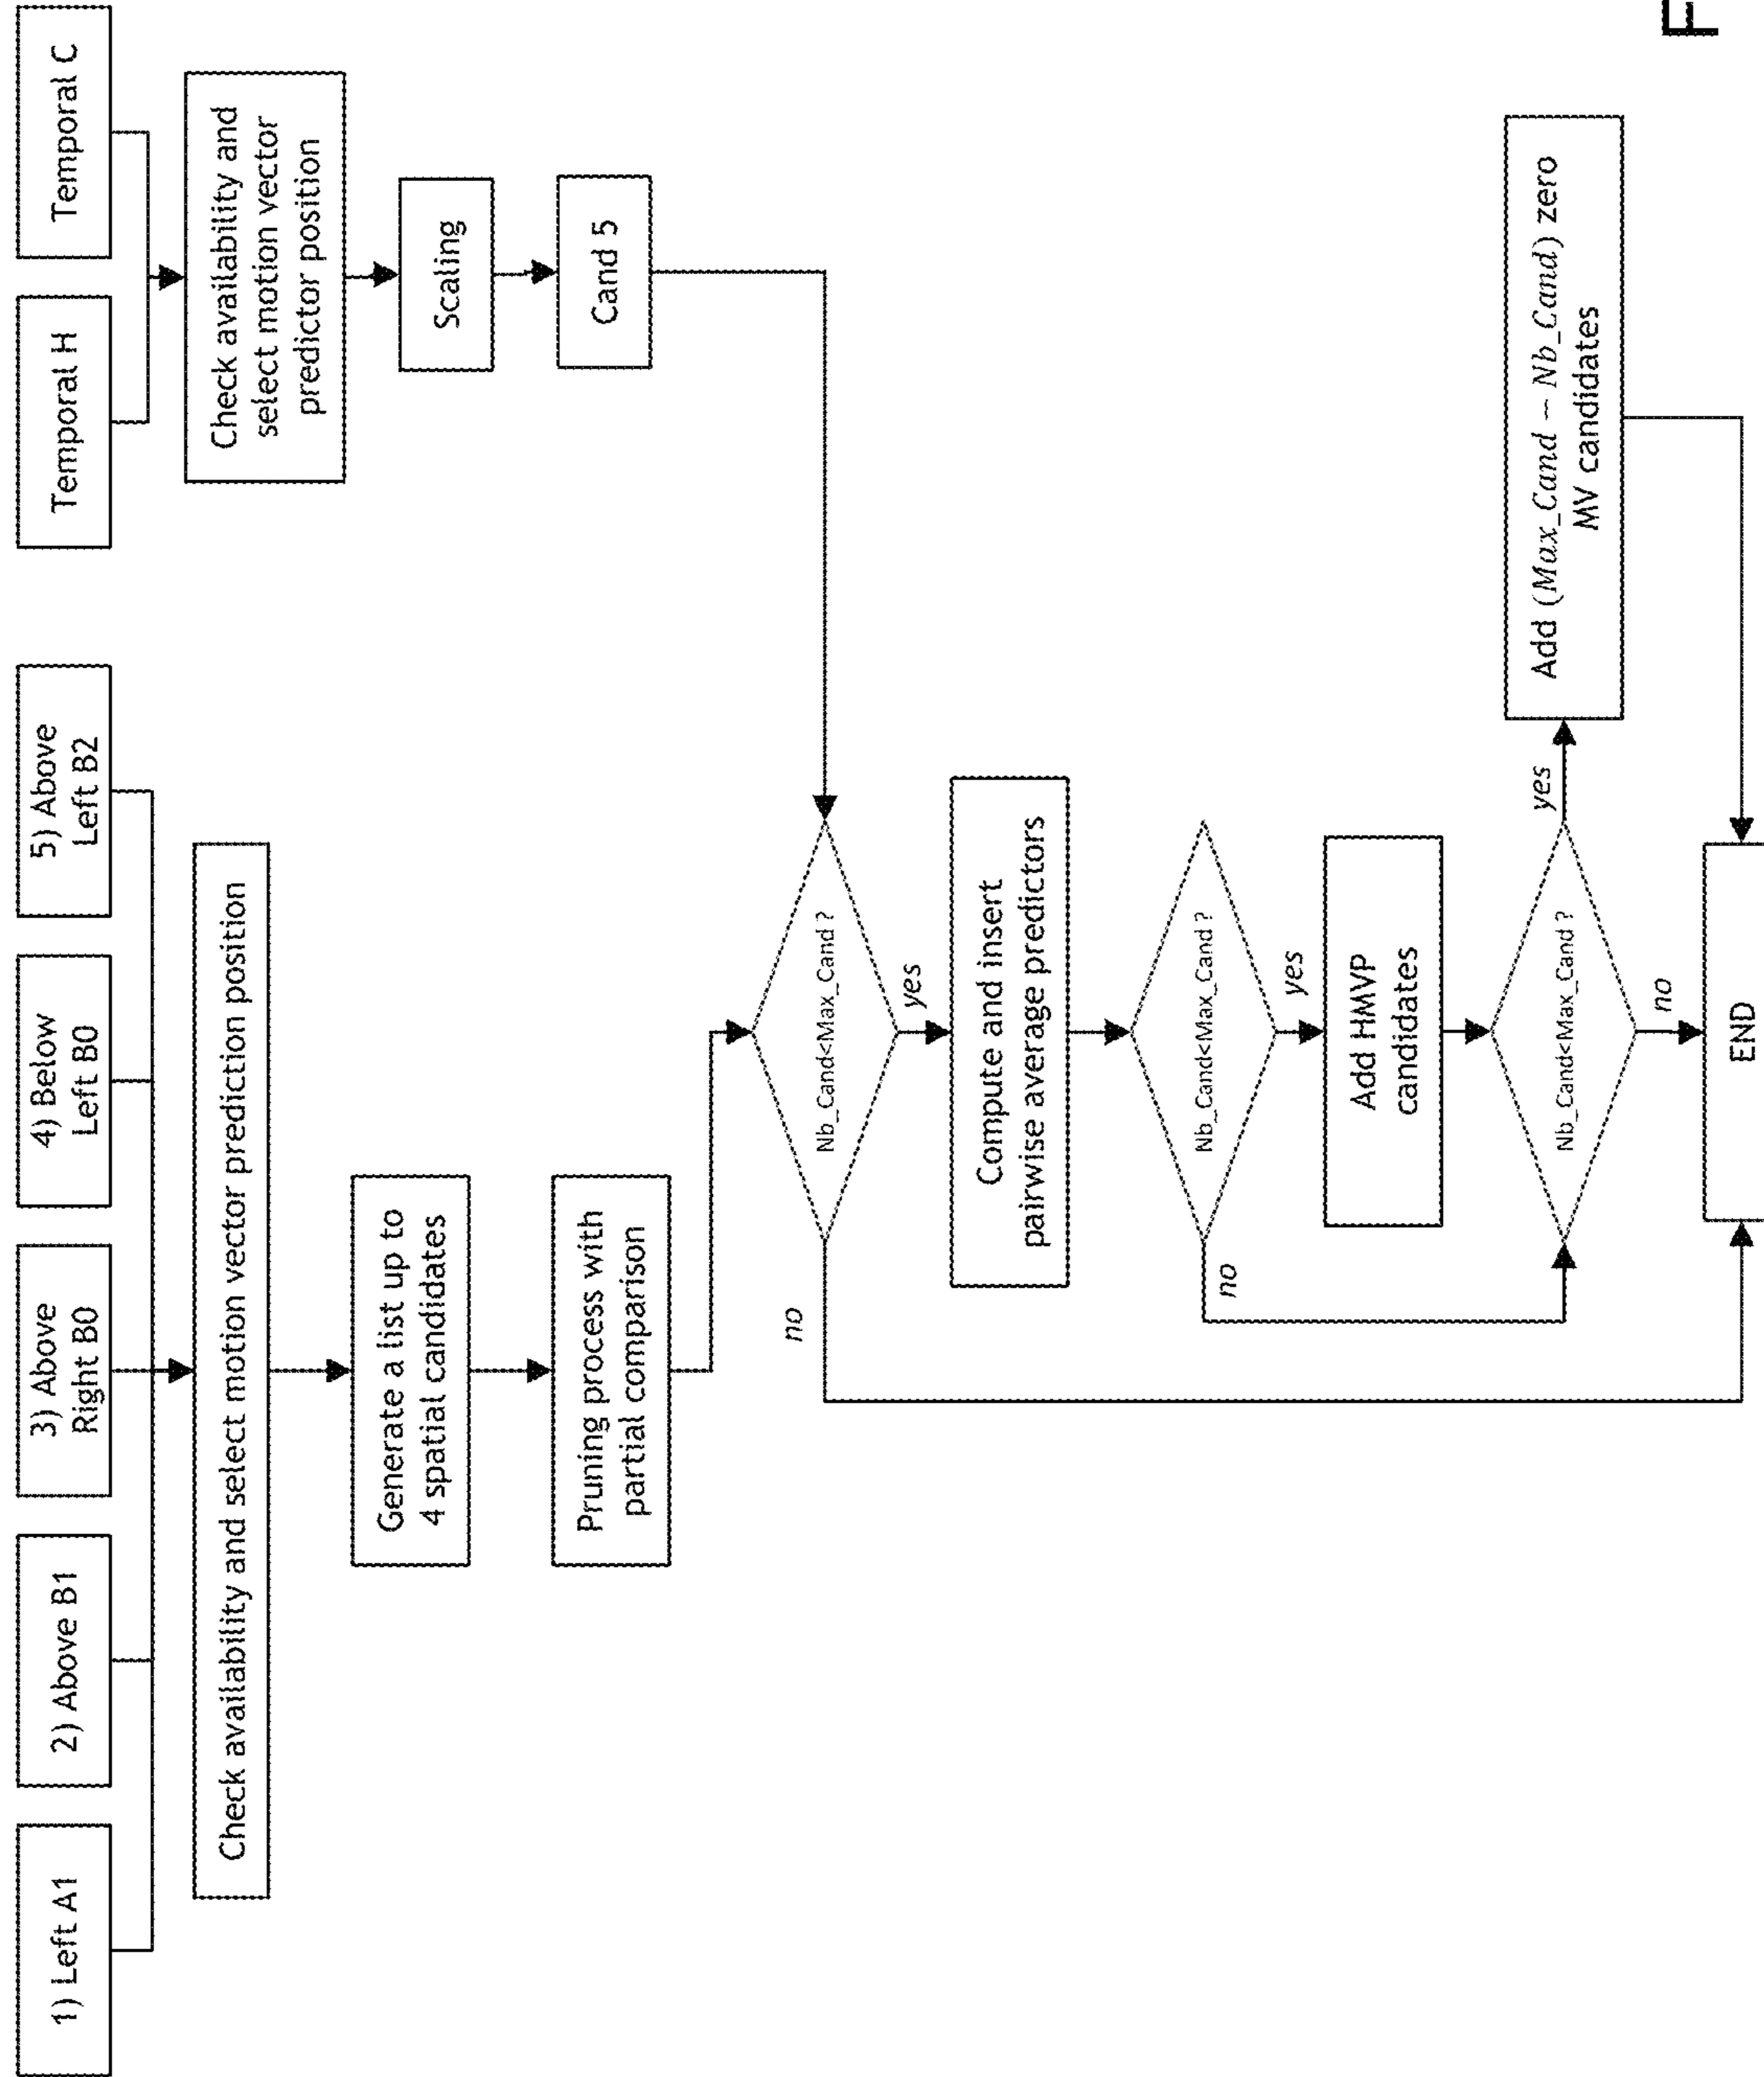 1) Left A1
2) Above B1
3) Above
Right B0
4) Below
Left B0
5) Above
Left B2
Temporal H
Temporal C
Check availability and select motion vector prediction position
Check availability and
select motion vector
predictor position
Generate a list up to
4 spatial candidates
Scaling
Pruning process with
partial comparison
Cand 5
Nb_Cand<Max_Cand ?
no
yes
Compute and insert
pairwise average predictors
Nb_Cand<Max_Cand ?
no
yes
Add HMVP
candidates
Nb_Cand<Max_Cand ?
yes
no
Add (Max_Cand − Nb_Cand) zero
MV candidates
END